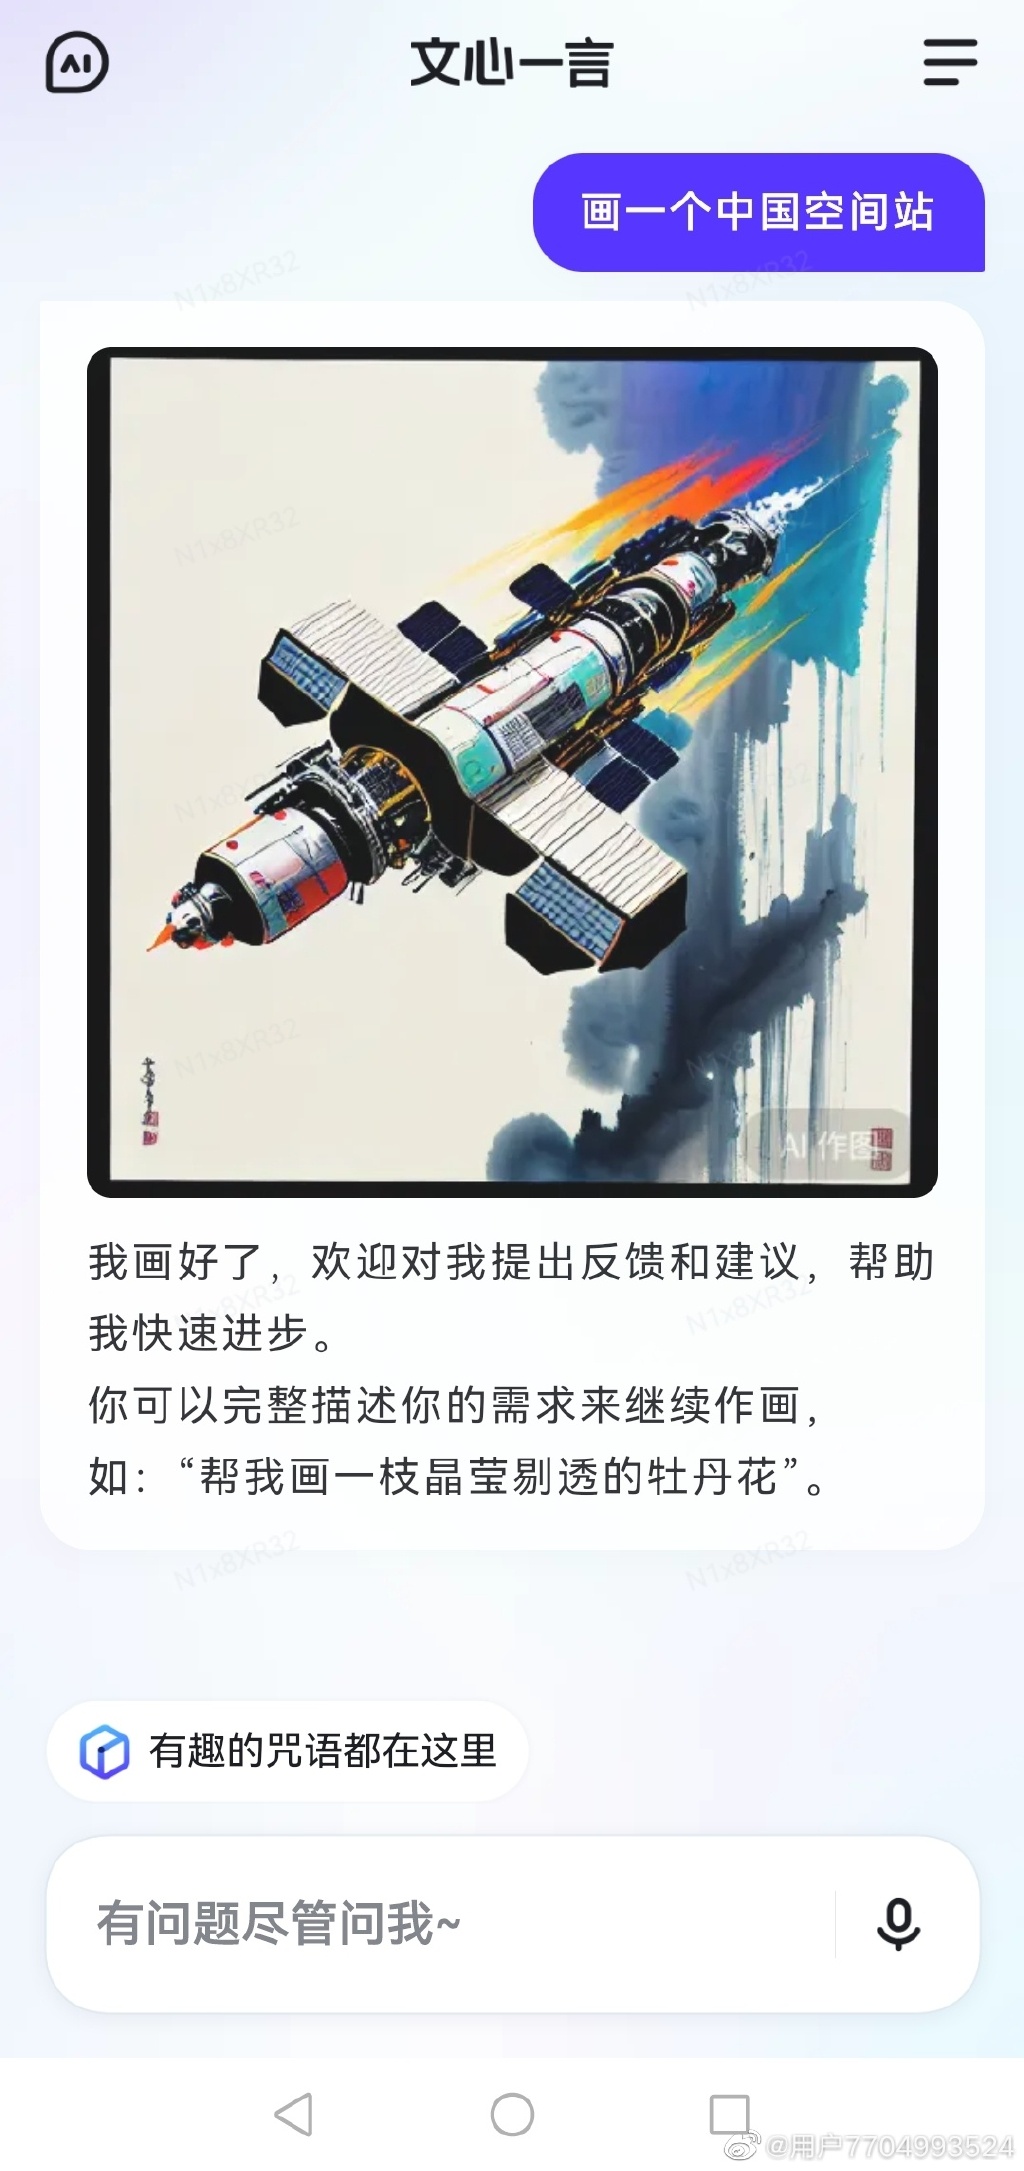 AI
文心一言
画一个中国空间站
AI 作图
我画好了，欢迎对我提出反馈和建议，帮助
我快速进步。
你可以完整描述你的需求来继续作画，
如：“帮我画一枝晶莹剔透的牡丹花”。
N1x8XR32
有趣的咒语都在这里
有问题尽管问我~
@用户7704993524